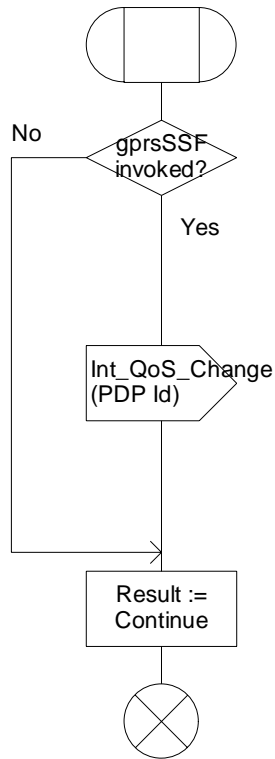 No
gprsSSF
invoked?
Yes
Int_QoS_Change
(PDP Id)
Result :=
Continue